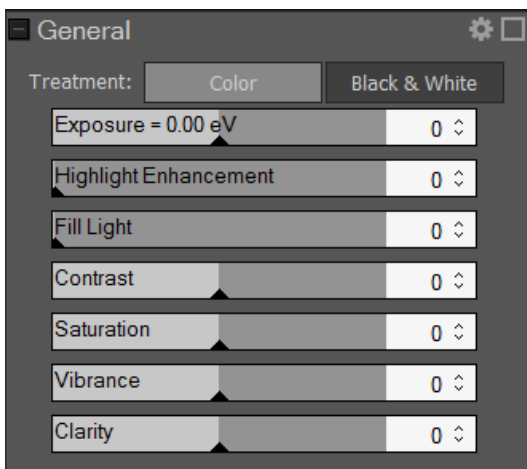 General
Treatment: Color Black & White
Exposure = 0.00 eV 0
Highlight Enhancement 0
Fill Light 0
Contrast 0
Saturation 0
Vibrance 0
Clarity 0